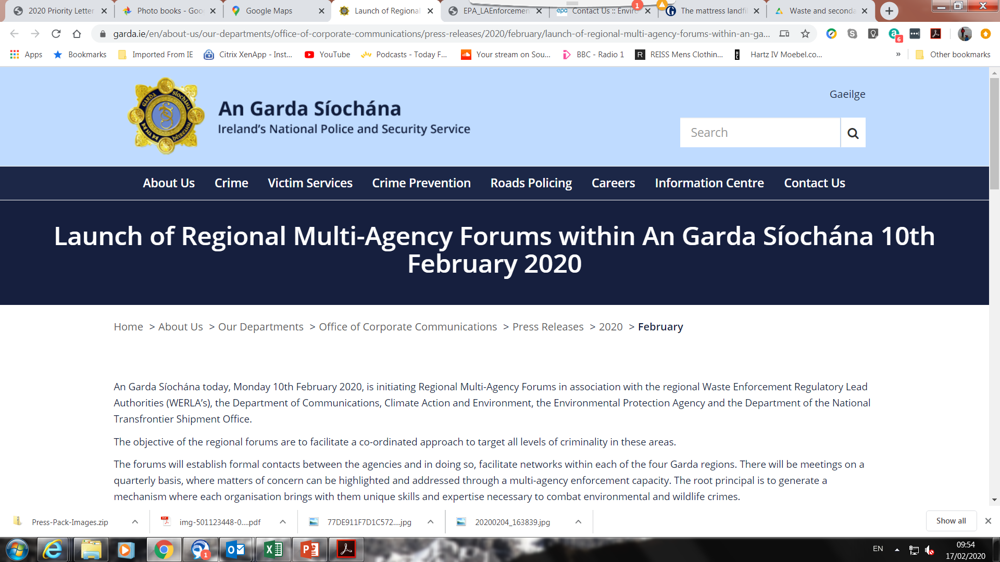 2020 Priority Letter
Photo books - Goo
Google Maps
Launch of Regional
EPA_LAEnforcemen
Contact Us :: Enviro
The mattress landfil
Waste and seconda
1
garda.ie/en/about-us/our-departments/office-of-corporate-communications/press-releases/2020/february/launch-of-regional-multi-agency-forums-within-an-ga...
6
Apps
Bookmarks
Imported From IE
Citrix XenApp - Inst...
YouTube
Podcasts - Today F...
Your stream on Sou...
BBC - Radio 1
REISS Mens Clothin...
Hartz IV Moebel.co...
»
Other bookmarks
An Garda Síochána
Ireland's National Police and Security Service
Gaeilge
Search
About Us
Crime
Victim Services
Crime Prevention
Roads Policing
Careers
Information Centre
Contact Us
Launch of Regional Multi-Agency Forums within An Garda Síochána 10th
February 2020
Home > About Us > Our Departments > Office of Corporate Communications > Press Releases > 2020 > February
An Garda Síochána today, Monday 10th February 2020, is initiating Regional Multi-Agency Forums in association with the regional Waste Enforcement Regulatory Lead
Authorities (WERLA's), the Department of Communications, Climate Action and Environment, the Environmental Protection Agency and the Department of the National
Transfrontier Shipment Office.
The objective of the regional forums are to facilitate a co-ordinated approach to target all levels of criminality in these areas.
The forums will establish formal contacts between the agencies and in doing so, facilitate networks within each of the four Garda regions. There will be meetings on a
quarterly basis, where matters of concern can be highlighted and addressed through a multi-agency enforcement capacity. The root principal is to generate a
mechanism where each organisation brings with them unique skills and expertise necessary to combat environmental and wildlife crimes.
Press-Pack-Images.zip
img-501123448-0....pdf
77DE911F7D1C572....jpg
20200204_163839.jpg
Show all
1
EN
09:54
17/02/2020